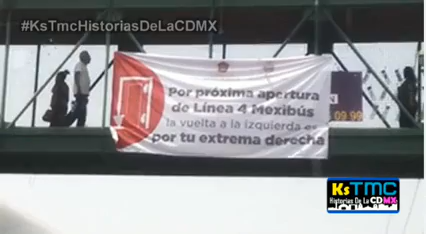 #KsTmcHistoriasDeLaCDMX
Por próxima apertura
de Línea 4 Mexibús
la vuelta a la izquierda es
por tu extrema derecha
09.99
KsTMC
Historias De La CDMX